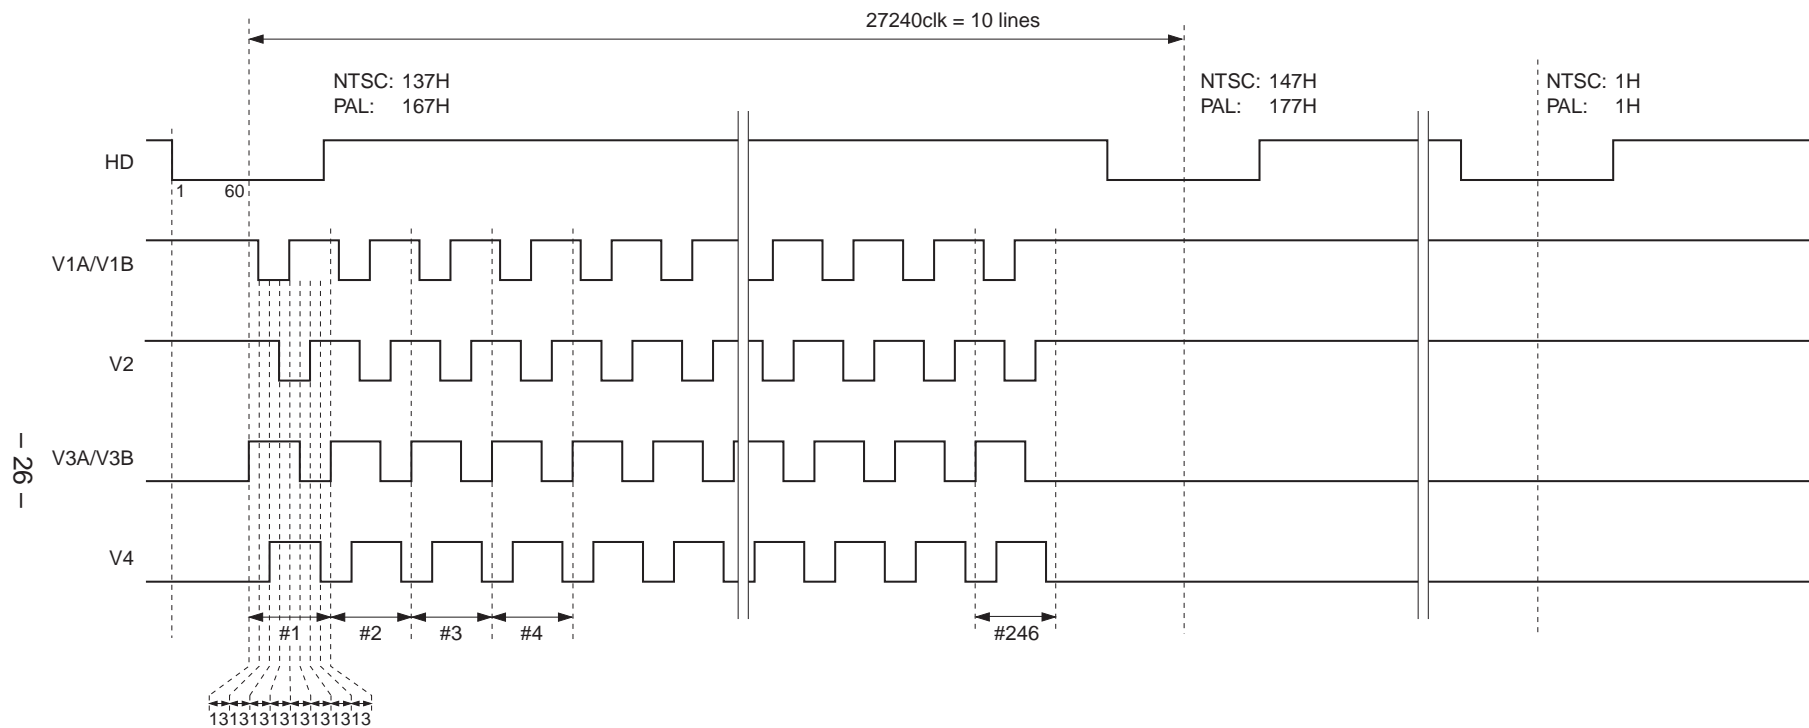 27240clk = 10 lines
NTSC: 137H
PAL: 167H
NTSC: 147H
PAL: 177H
NTSC: 1H
PAL: 1H
HD
1 60
V1A/V1B
V2
V3A/V3B
V4
– 26 –
#1 #2 #3 #4 #246
1313131313131313